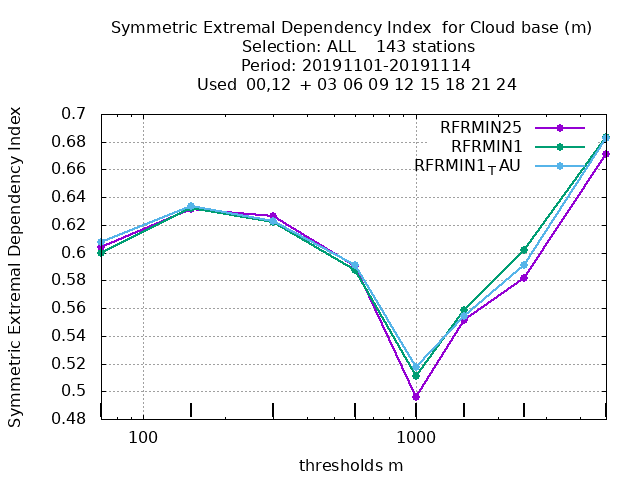 Symmetric Extremal Dependency Index  for Cloud base (m)
Selection: ALL    143 stations
Period: 20191101-20191114
Used  00,12  + 03 06 09 12 15 18 21 24
Symmetric Extremal Dependency Index
0.7
0.68
0.66
0.64
0.62
0.6
0.58
0.56
0.54
0.52
0.5
0.48
RFRMIN25
RFRMIN1
RFRMIN1TAU
100
1000
thresholds m